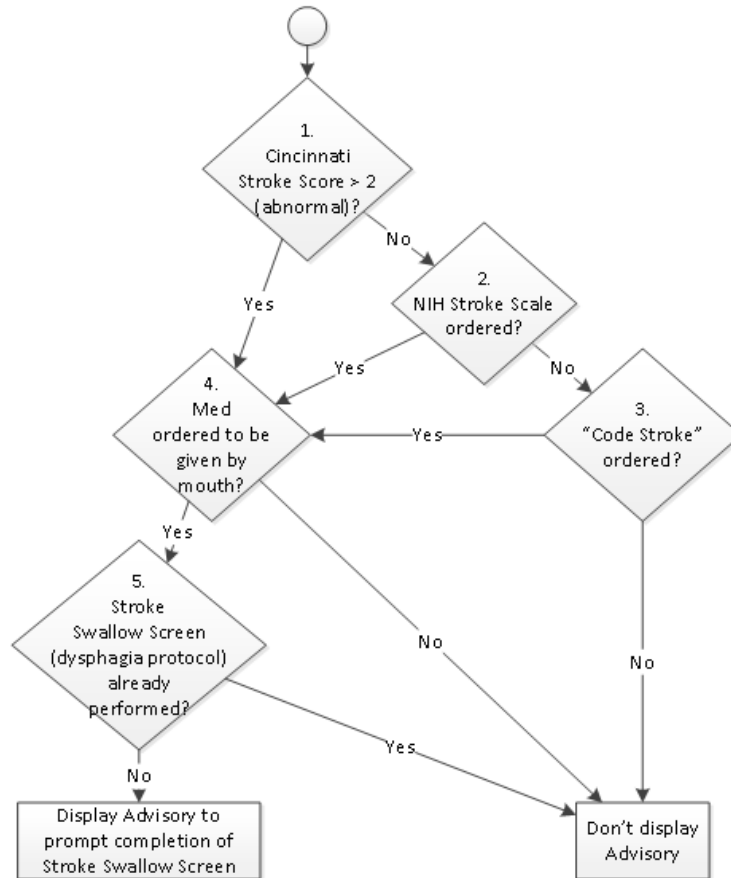 1.
Cincinnati
Stroke Score > 2
(abnormal)?
No
Yes
2.
NIH Stroke Scale
ordered?
Yes
No
4.
Med
ordered to be
given by
mouth?
3.
“Code Stroke”
ordered?
Yes
Yes
No
5.
Stroke
Swallow Screen
(dysphagia protocol)
already
performed?
No
Yes
No
Display Advisory to
prompt completion of
Stroke Swallow Screen
Don’t display
Advisory